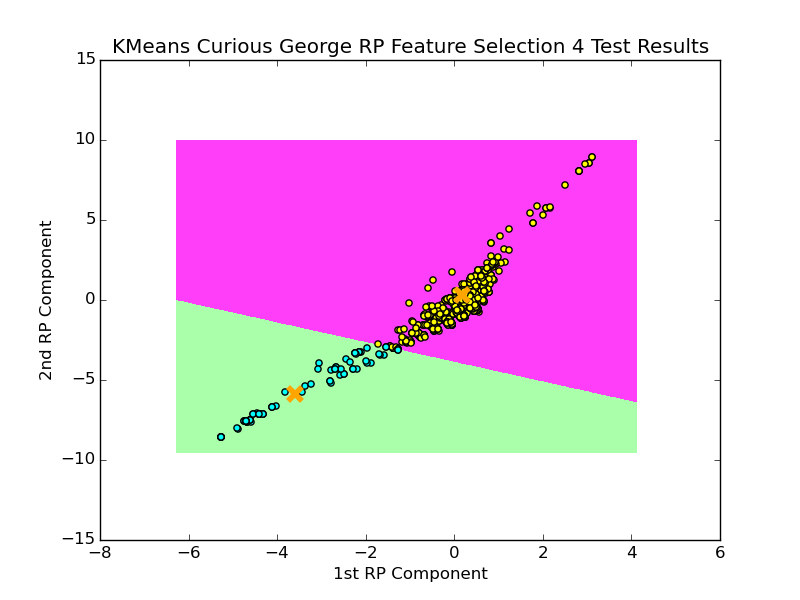 KMeans Curious George RP Feature Selection 4 Test Results
15
10
5
0
−5
−10
−15
2nd RP Component
−8 −6 −4 −2 0 2 4 6
1st RP Component